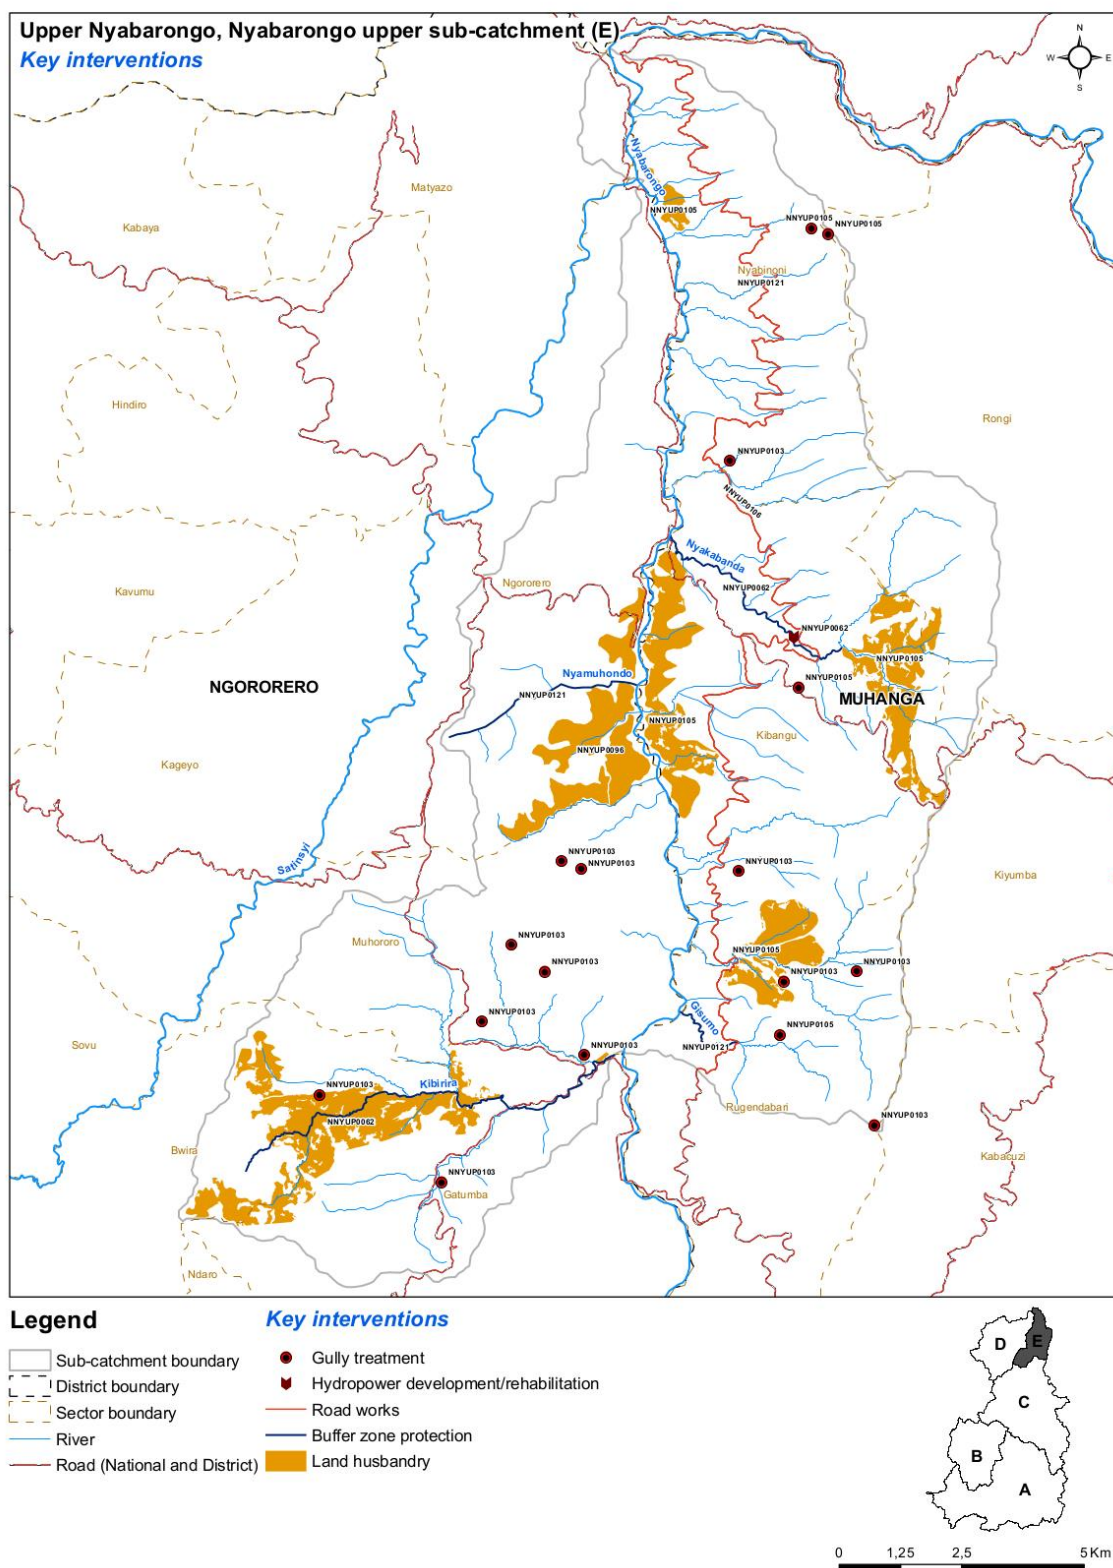 Upper Nyabarongo, Nyabarongo upper sub-catchment (E)
Key interventions
N
W
E
S
Matyazo
Kabaya
Nyabarongo
NNYUP0105
NNYUP0105
NNYUP0105
Nyabinoni
NNYUP0121
Hindiro
Rongi
NNYUP0103
NNYUP0106
Nyakabanda
Ngororero
NNYUP0062
Kavumu
NNYUP0062
NNYUP0105
Nyamuhondo
NNYUP0105
NGORORERO
NNYUP0121
MUHANGA
NNYUP0105
Kibangu
NNYUP0096
Kageyo
Satinsyi
NNYUP0103
NNYUP0103
NNYUP0103
Kiyumba
Muhororo
NNYUP0103
NNYUP0105
NNYUP0103
NNYUP0103
NNYUP0103
NNYUP0103
Gisumo
NNYUP0105
Sovu
NNYUP0121
NNYUP0103
Kibirira
NNYUP0103
NNYUP0062
Rugendabari
NNYUP0103
Bwira
Kabacuzi
NNYUP0103
Gatumba
Ndaro
Legend
Sub-catchment boundary
District boundary
Sector boundary
River
Road (National and District)
Key interventions
Gully treatment
Hydropower development/rehabilitation
Road works
Buffer zone protection
Land husbandry
D
E
C
B
A
0 1,25 2,5 5 Km